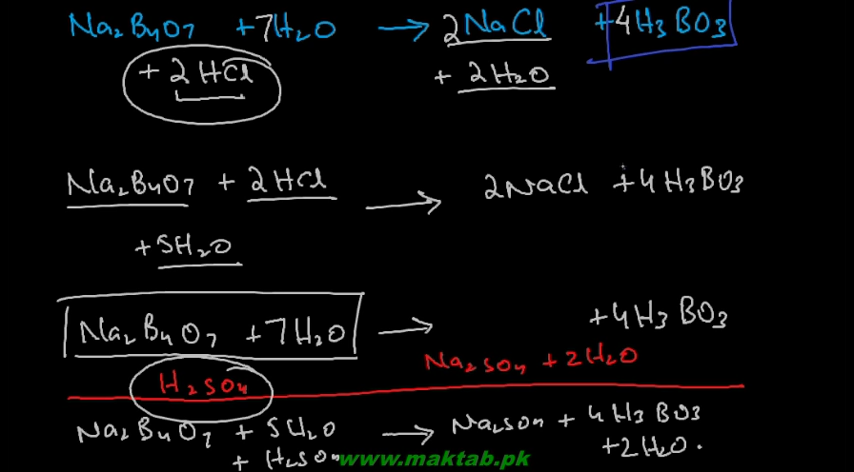 Na₂B₄O₇ + 7H₂O → 2NaCl + 4H₃BO₃
+ 2HCl + 2H₂O
Na₂B₄O₇ + 2HCl → 2NaCl + 4H₃BO₃
+ 5H₂O
Na₂B₄O₇ + 7H₂O → + 4H₃BO₃
H₂SO₄ Na₂SO₄ + 2H₂O
Na₂B₄O₇ + 5H₂O → Na₂SO₄ + 4H₃BO₃
+ H₂SO₄ + 2H₂O.
www.maktab.pk